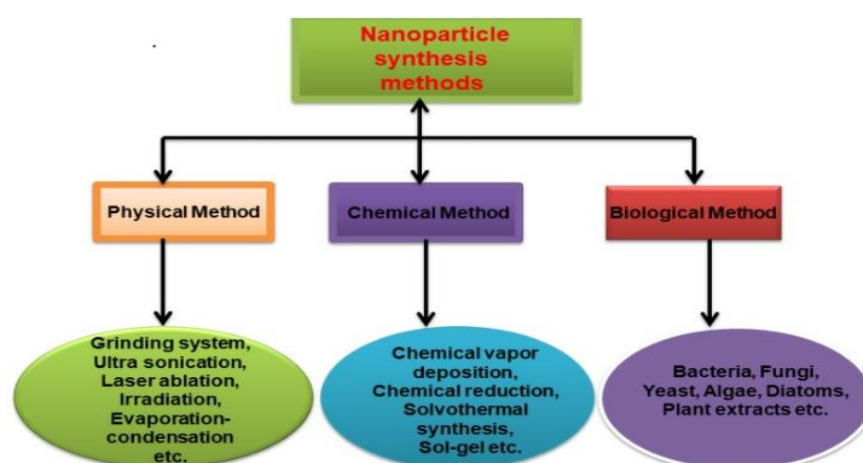 Nanoparticle
synthesis
methods
Physical Method
Chemical Method
Biological Method
Grinding system,
Ultra sonication,
Laser ablation,
Irradiation,
Evaporation-
condensation
etc.
Chemical vapor
deposition,
Chemical reduction,
Solvothermal
synthesis,
Sol-gel etc.
Bacteria, Fungi,
Yeast, Algae, Diatoms,
Plant extracts etc.